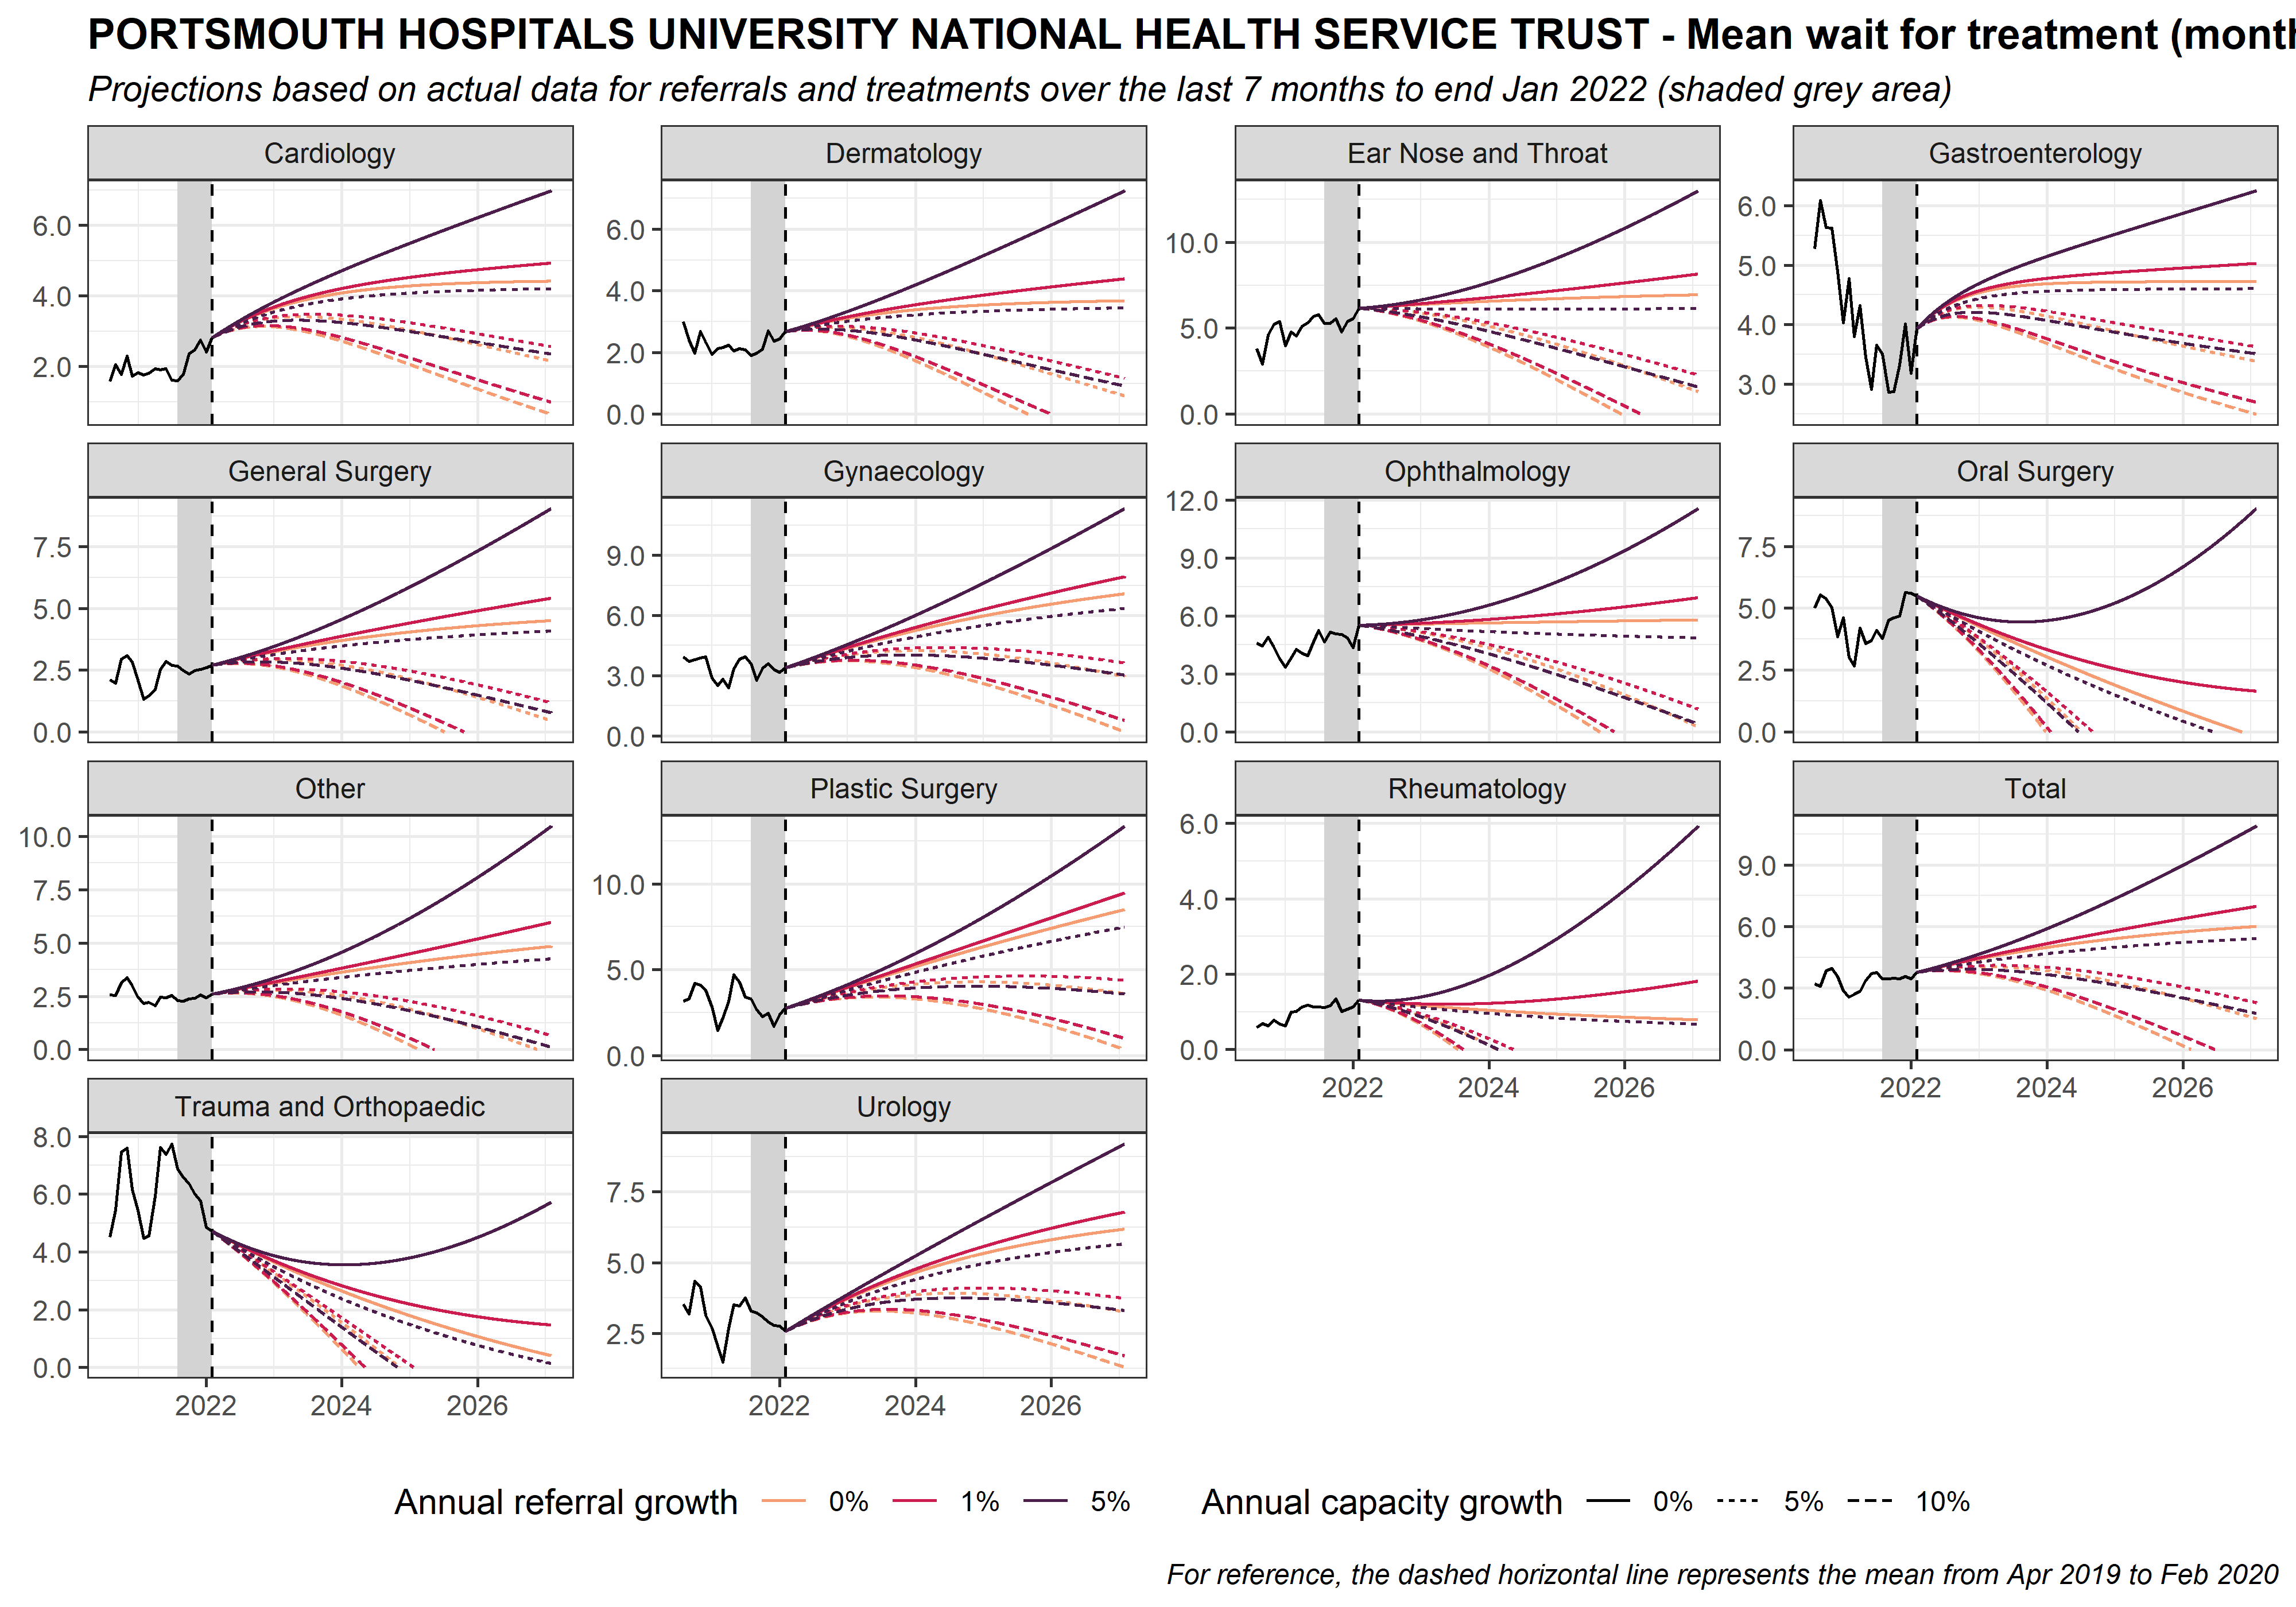 PORTSMOUTH HOSPITALS UNIVERSITY NATIONAL HEALTH SERVICE TRUST - Mean wait for treatment (month
Projections based on actual data for referrals and treatments over the last 7 months to end Jan 2022 (shaded grey area)
Cardiology
6.0
4.0
2.0
Dermatology
6.0
4.0
2.0
0.0
Ear Nose and Throat
10.0
5.0
0.0
Gastroenterology
6.0
5.0
4.0
3.0
General Surgery
7.5
5.0
2.5
0.0
Gynaecology
9.0
6.0
3.0
0.0
Ophthalmology
12.0
9.0
6.0
3.0
0.0
Oral Surgery
7.5
5.0
2.5
0.0
Other
10.0
7.5
5.0
2.5
0.0
Plastic Surgery
10.0
5.0
0.0
Rheumatology
6.0
4.0
2.0
0.0
2022 2024 2026
Total
9.0
6.0
3.0
0.0
2022 2024 2026
Trauma and Orthopaedic
8.0
6.0
4.0
2.0
0.0
2022 2024 2026
Urology
7.5
5.0
2.5
2022 2024 2026
Annual referral growth 0% 1% 5% Annual capacity growth 0% 5% 10%
For reference, the dashed horizontal line represents the mean from Apr 2019 to Feb 2020